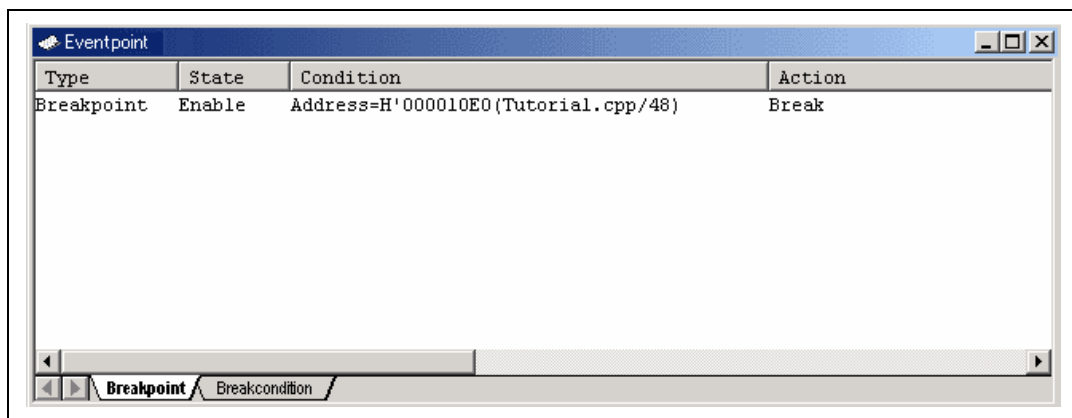 Eventpoint
Type State Condition Action
Breakpoint Enable Address=H'000010E0(Tutorial.cpp/48) Break
Breakpoint Breakcondition